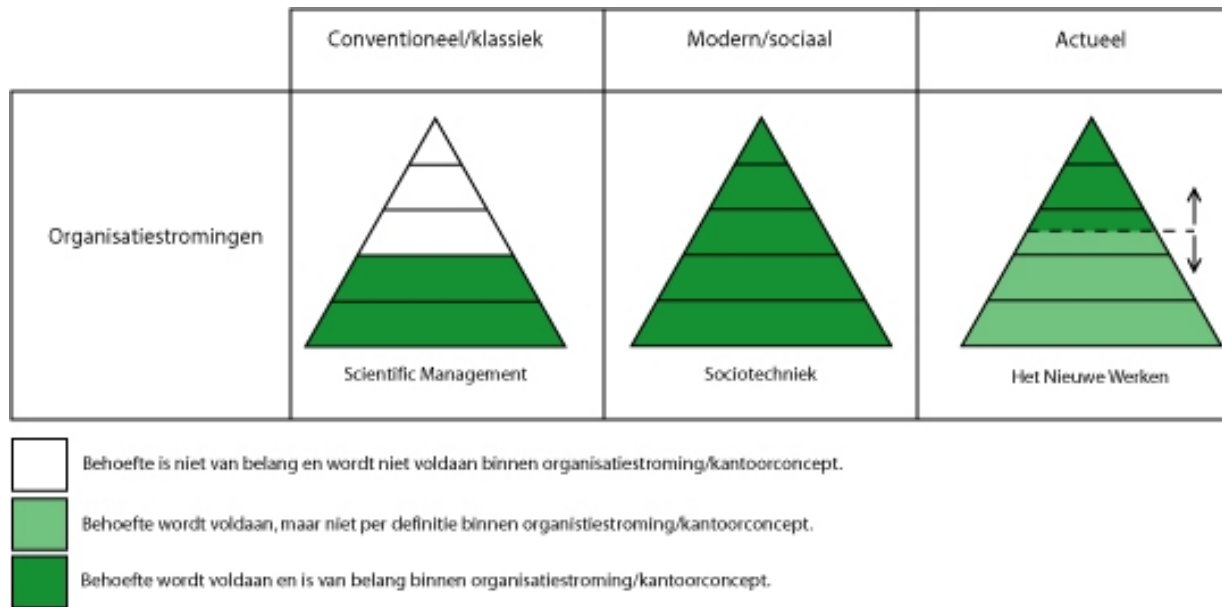 Conventioneel/klassiek
Modern/sociaal
Actueel
Organisatiestromingen
Scientific Management
Sociotechniek
Het Nieuwe Werken
Behoefte is niet van belang en wordt niet voldaan binnen organisatiestroming/kantoorconcept.
Behoefte wordt voldaan, maar niet per definitie binnen organistiestroming/kantoorconcept.
Behoefte wordt voldaan en is van belang binnen organisatiestroming/kantoorconcept.